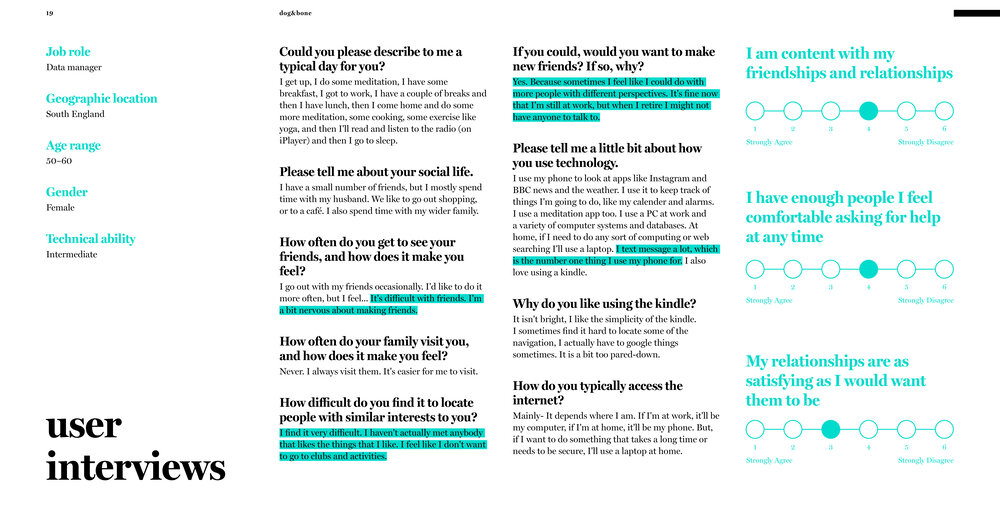 19
dog&bone
Job role
Data manager
Geographic location
South England
Age range
50–60
Gender
Female
Technical ability
Intermediate
user
interviews
Could you please describe to me a
typical day for you?
I get up, I do some meditation, I have some
breakfast, I got to work, I have a couple of breaks and
then I have lunch, then I come home and do some
more meditation, some cooking, some exercise like
yoga, and then I'll read and listen to the radio (on
iPlayer) and then I go to sleep.
Please tell me about your social life.
I have a small number of friends, but I mostly spend
time with my husband. We like to go out shopping,
or to a café. I also spend time with my wider family.
How often do you get to see your
friends, and how does it make you
feel?
I go out with my friends occasionally, I'd like to do it
more often, but I feel... It's difficult with friends. I'm
a bit nervous about making friends.
How often do your family visit you,
and how does it make you feel?
Never. I always visit them. It's easier for me to visit.
How difficult do you find it to locate
people with similar interests to you?
I find it very difficult. I haven't actually met anybody
that likes the things that I like. I feel like I don't want
to go to clubs and activities.
If you could, would you want to make
new friends? If so, why?
Yes. Because sometimes I feel like I could do with
more people with different perspectives. It's fine now
that I'm still at work, but when I retire I might not
have anyone to talk to.
Please tell me a little bit about how
you use technology.
I use my phone to look at apps like Instagram and
BBC news and the weather. I use it to keep track of
things I'm going to do, like my calender and alarms.
I use a meditation app too. I use a PC at work and
a variety of computer systems and databases. At
home, if I need to do any sort of computing or web
searching I'll use a laptop. I text message a lot, which
is the number one thing I use my phone for. I also
love using a kindle.
Why do you like using the kindle?
It isn't bright, I like the simplicity of the kindle.
I sometimes find it hard to locate some of the
navigation, I actually have to google things
sometimes. It is a bit too pared-down.
How do you typically access the
internet?
Mainly- It depends where I am. If I'm at work, it'll be
my computer, if I'm at home, it'll be my phone. But,
if I want to do something that takes a long time or
needs to be secure, I'll use a laptop at home.
I am content with my
friendships and relationships
1 2 3 4 5 6
Strongly Agree Strongly Disagree
I have enough people I feel
comfortable asking for help
at any time
1 2 3 4 5 6
Strongly Agree Strongly Disagree
My relationships are as
satisfying as I would want
them to be
1 2 3 4 5 6
Strongly Agree Strongly Disagree